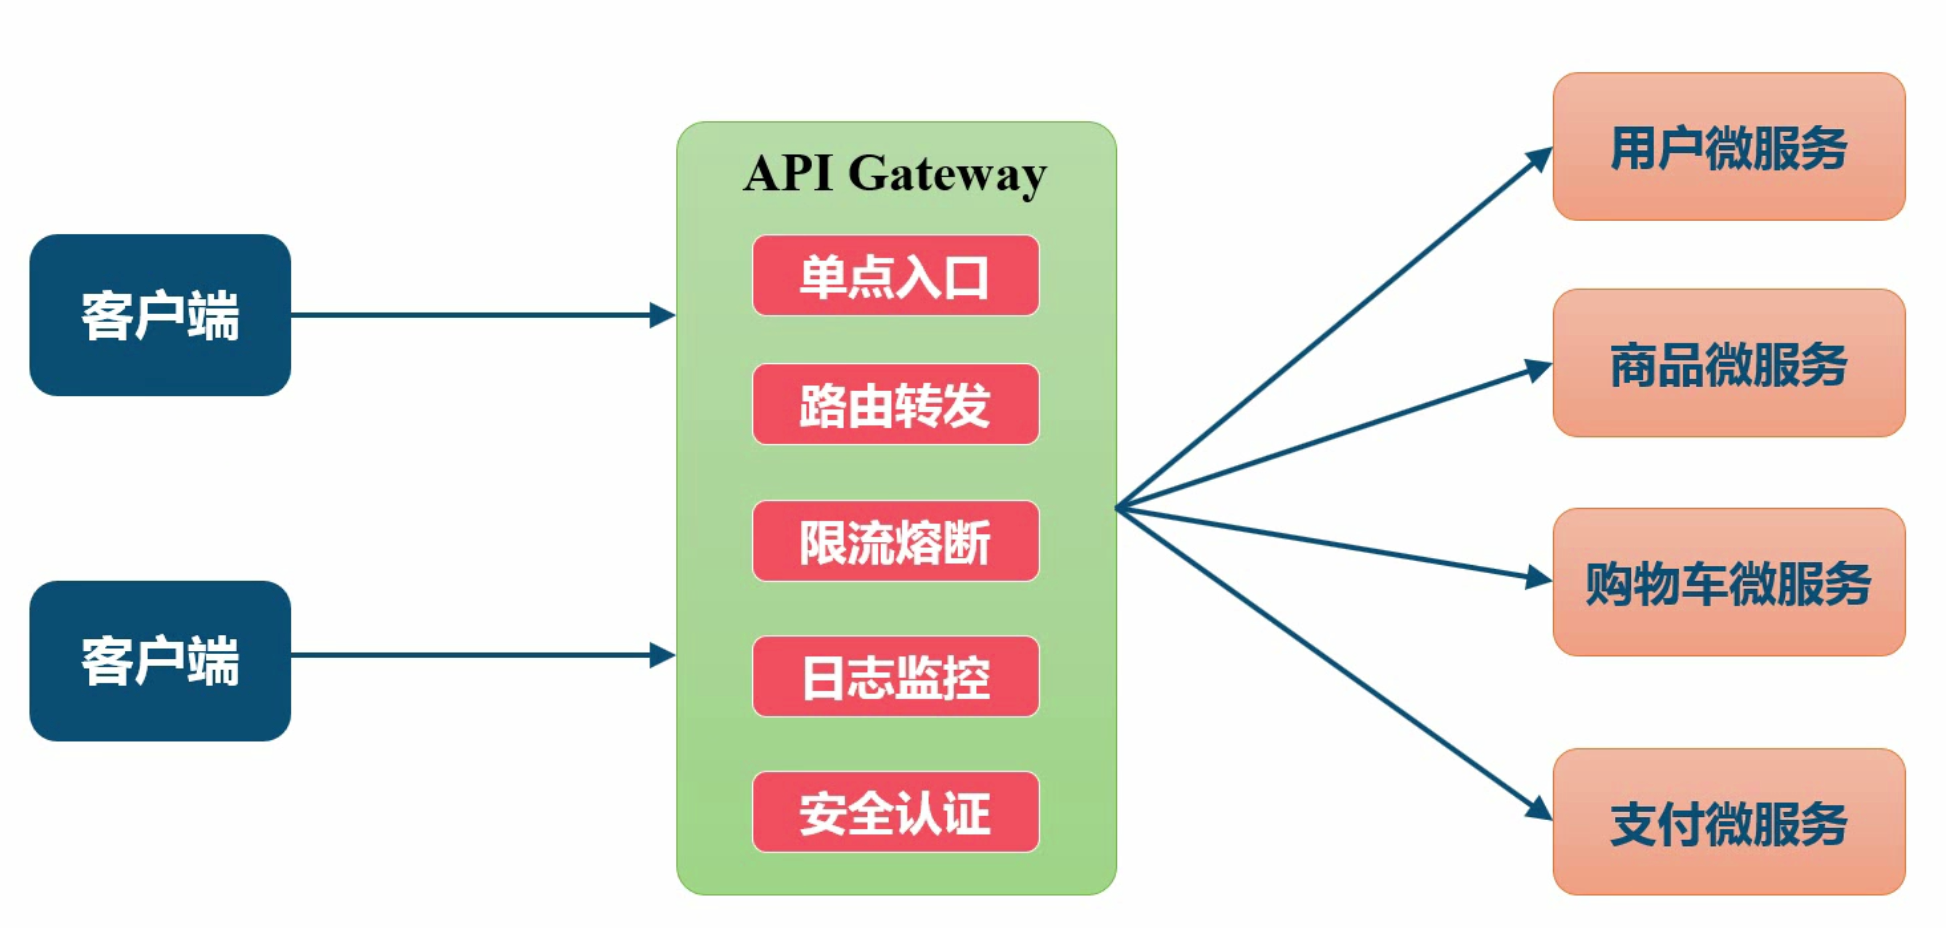 客户端
客户端
API Gateway
单点入口
路由转发
限流熔断
日志监控
安全认证
用户微服务
商品微服务
购物车微服务
支付微服务